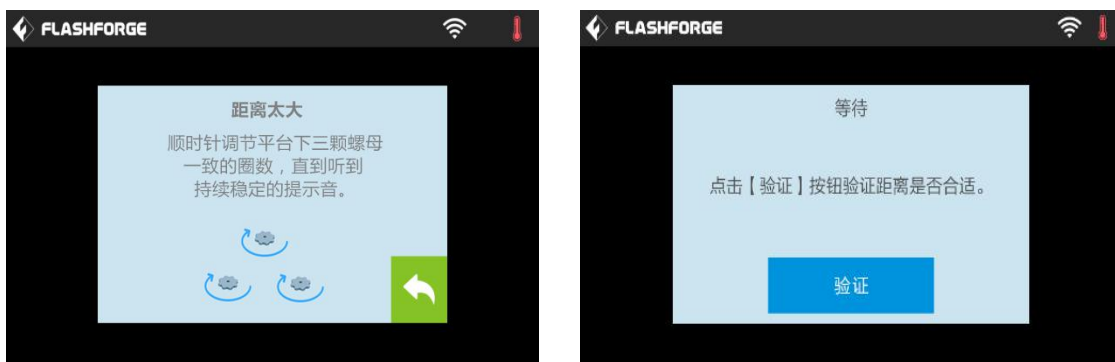 FLASHFORGE
距离太大
顺时针调节平台下三颗螺母
一致的圈数，直到听到
持续稳定的提示音。
FLASHFORGE
等待
点击【验证】按钮验证距离是否合适。
验证